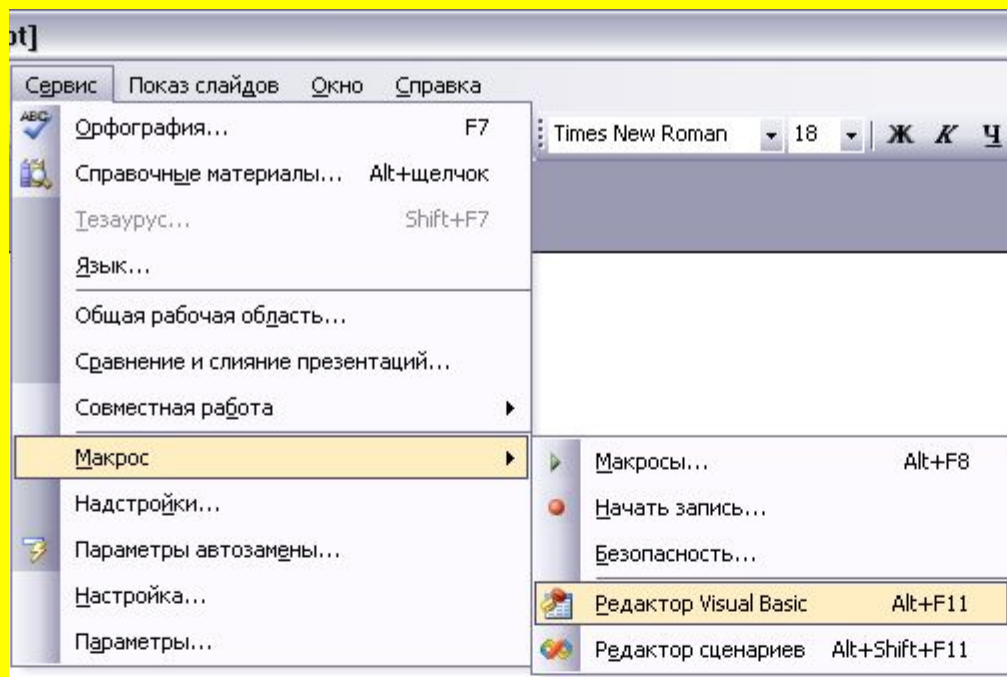 pt]
Сервис Показ слайдов Окно Справка
Орфография... F7
Times New Roman 18 Ж К Ч
Справочные материалы... Alt+щелчок
Тезаурус... Shift+F7
Язык...
Общая рабочая область...
Сравнение и слияние презентаций...
Совместная работа
Макрос
Надстройки...
Параметры автозамены...
Настройка...
Параметры...
Макросы... Alt+F8
Начать запись...
Безопасность...
Редактор Visual Basic Alt+F11
Редактор сценариев Alt+Shift+F11